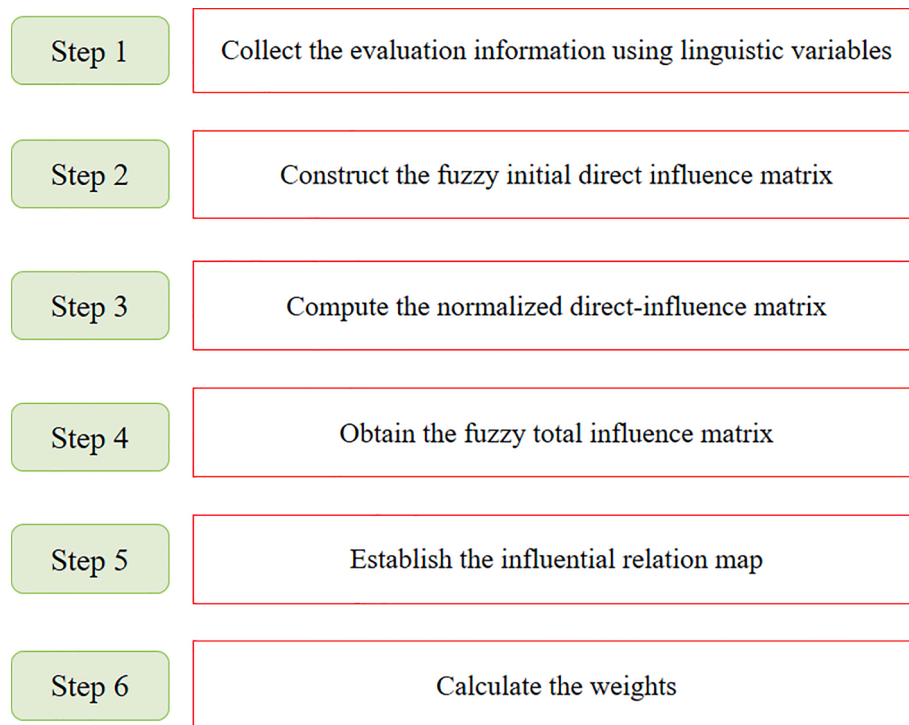 Step 1
Collect the evaluation information using linguistic variables
Step 2
Construct the fuzzy initial direct influence matrix
Step 3
Compute the normalized direct-influence matrix
Step 4
Obtain the fuzzy total influence matrix
Step 5
Establish the influential relation map
Step 6
Calculate the weights